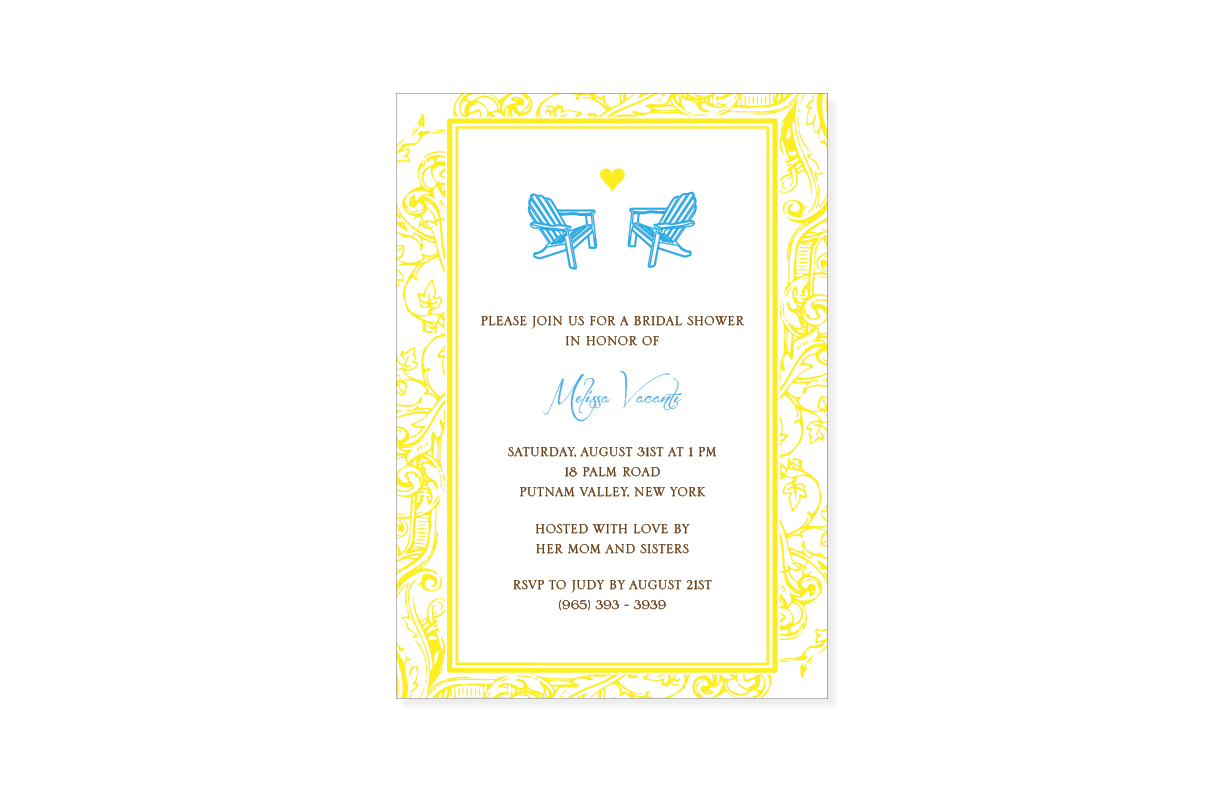 PLEASE JOIN US FOR A BRIDAL SHOWER
IN HONOR OF
Melissa Vacanti
SATURDAY, AUGUST 31ST AT 1 PM
18 PALM ROAD
PUTNAM VALLEY, NEW YORK
HOSTED WITH LOVE BY
HER MOM AND SISTERS
RSVP TO JUDY BY AUGUST 21ST
(965) 393 - 3939